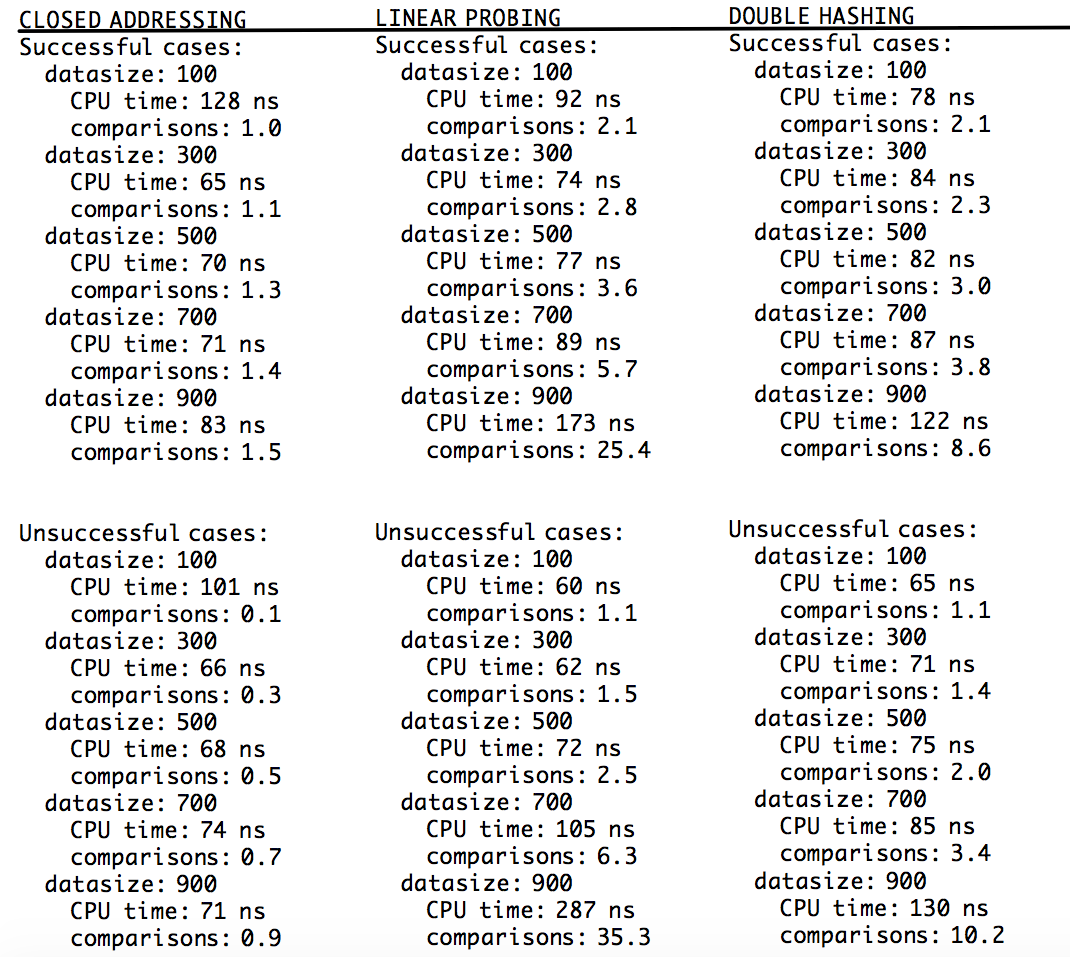 CLOSED ADDRESSING
Successful cases:
datasize: 100
CPU time: 128 ns
comparisons: 1.0
datasize: 300
CPU time: 65 ns
comparisons: 1.1
datasize: 500
CPU time: 70 ns
comparisons: 1.3
datasize: 700
CPU time: 71 ns
comparisons: 1.4
datasize: 900
CPU time: 83 ns
comparisons: 1.5
Unsuccessful cases:
datasize: 100
CPU time: 101 ns
comparisons: 0.1
datasize: 300
CPU time: 66 ns
comparisons: 0.3
datasize: 500
CPU time: 68 ns
comparisons: 0.5
datasize: 700
CPU time: 74 ns
comparisons: 0.7
datasize: 900
CPU time: 71 ns
comparisons: 0.9
LINEAR PROBING
Successful cases:
datasize: 100
CPU time: 92 ns
comparisons: 2.1
datasize: 300
CPU time: 74 ns
comparisons: 2.8
datasize: 500
CPU time: 77 ns
comparisons: 3.6
datasize: 700
CPU time: 89 ns
comparisons: 5.7
datasize: 900
CPU time: 173 ns
comparisons: 25.4
Unsuccessful cases:
datasize: 100
CPU time: 60 ns
comparisons: 1.1
datasize: 300
CPU time: 62 ns
comparisons: 1.5
datasize: 500
CPU time: 72 ns
comparisons: 2.5
datasize: 700
CPU time: 105 ns
comparisons: 6.3
datasize: 900
CPU time: 287 ns
comparisons: 35.3
DOUBLE HASHING
Successful cases:
datasize: 100
CPU time: 78 ns
comparisons: 2.1
datasize: 300
CPU time: 84 ns
comparisons: 2.3
datasize: 500
CPU time: 82 ns
comparisons: 3.0
datasize: 700
CPU time: 87 ns
comparisons: 3.8
datasize: 900
CPU time: 122 ns
comparisons: 8.6
Unsuccessful cases:
datasize: 100
CPU time: 65 ns
comparisons: 1.1
datasize: 300
CPU time: 71 ns
comparisons: 1.4
datasize: 500
CPU time: 75 ns
comparisons: 2.0
datasize: 700
CPU time: 85 ns
comparisons: 3.4
datasize: 900
CPU time: 130 ns
comparisons: 10.2